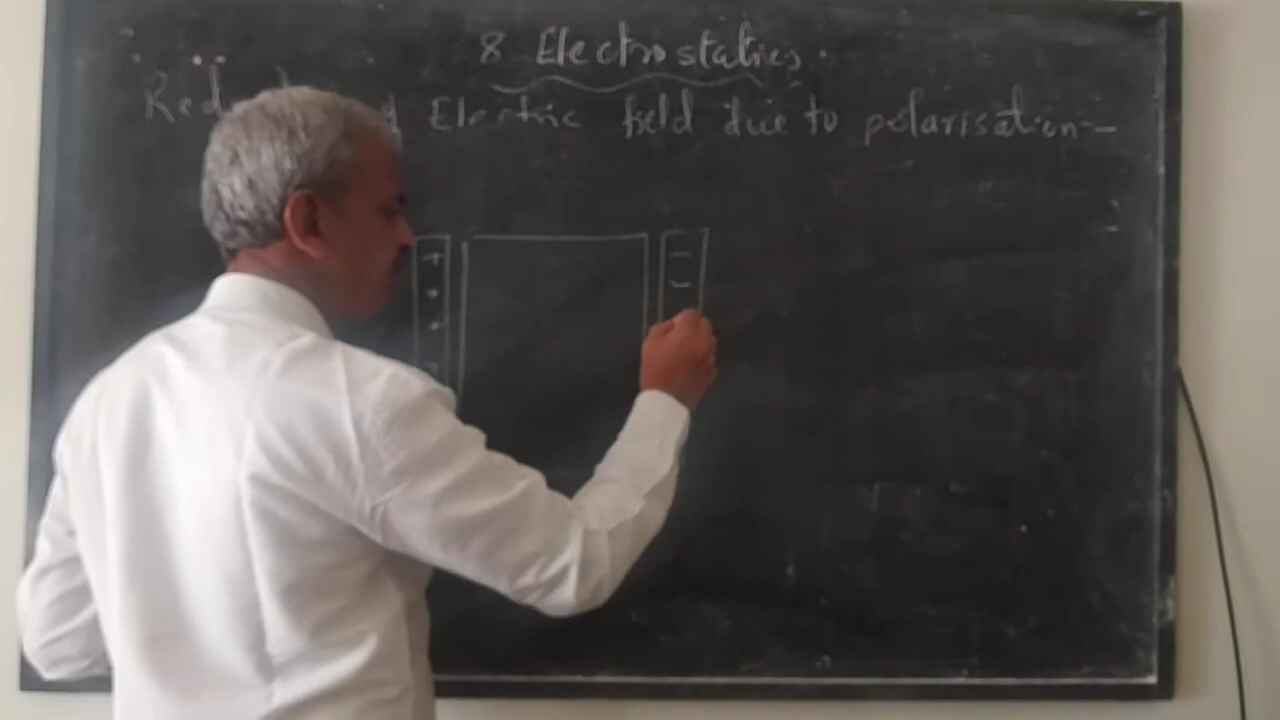 8 Electrostatics.
Electric field due to polarisation:-
+ -
+ -
+